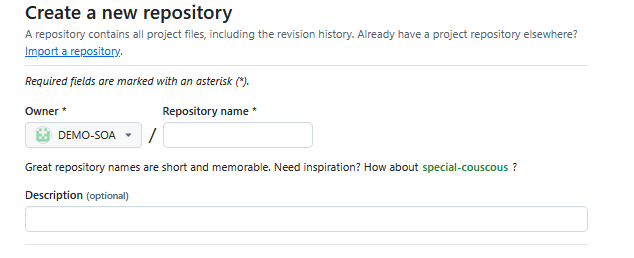 Create a new repository
A repository contains all project files, including the revision history. Already have a project repository elsewhere?
Import a repository.
Required fields are marked with an asterisk (*).
Owner * Repository name *
DEMO-SOA /
Great repository names are short and memorable. Need inspiration? How about special-couscous ?
Description (optional)